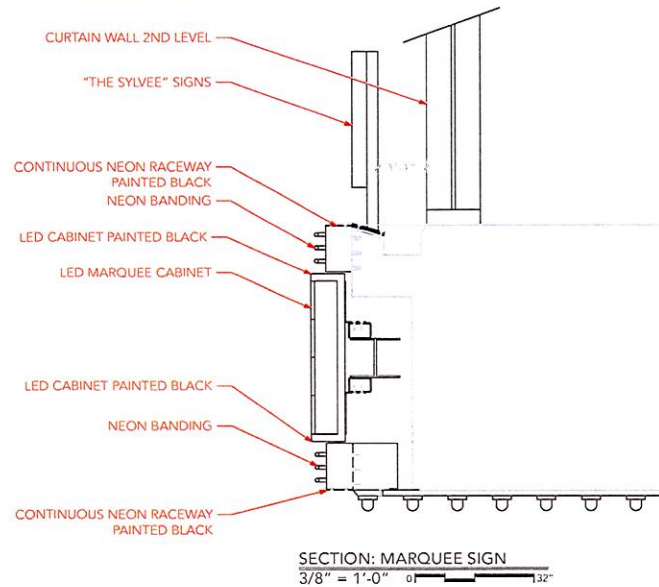 CURTAIN WALL 2ND LEVEL
"THE SYLVEE" SIGNS
CONTINUOUS NEON RACEWAY
PAINTED BLACK
NEON BANDING
LED CABINET PAINTED BLACK
LED MARQUEE CABINET
LED CABINET PAINTED BLACK
NEON BANDING
CONTINUOUS NEON RACEWAY
PAINTED BLACK
SECTION: MARQUEE SIGN
3/8" = 1'-0" 0 32"